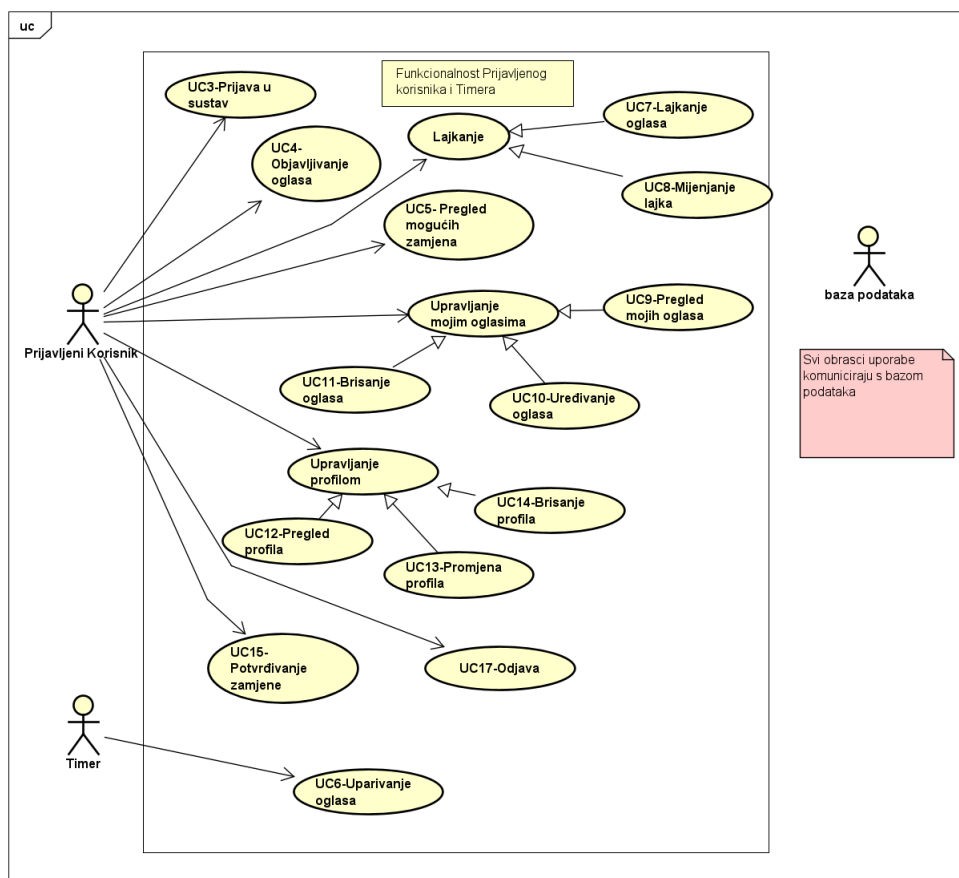 uc
Funkcionalnost Prijavljenog
korisnika i Timera
UC3-Prijava u
sustav
UC7-Lajkanje
oglasa
Lajkanje
UC4-
Objavljivanje
oglasa
UC8-Mijenjanje
lajka
UC5- Pregled
mogućih
zamjena
baza podataka
Prijavljeni Korisnik
Upravljanje
mojim oglasima
UC9-Pregled
mojih oglasa
Svi obrasci uporabe
komuniciraju s bazom
podataka
UC11-Brisanje
oglasa
UC10-Uređivanje
oglasa
Upravljanje
profilom
UC14-Brisanje
profila
UC12-Pregled
profila
UC13-Promjena
profila
UC15-
Potvrđivanje
zamjene
UC17-Odjava
Timer
UC6-Uparivanje
oglasa